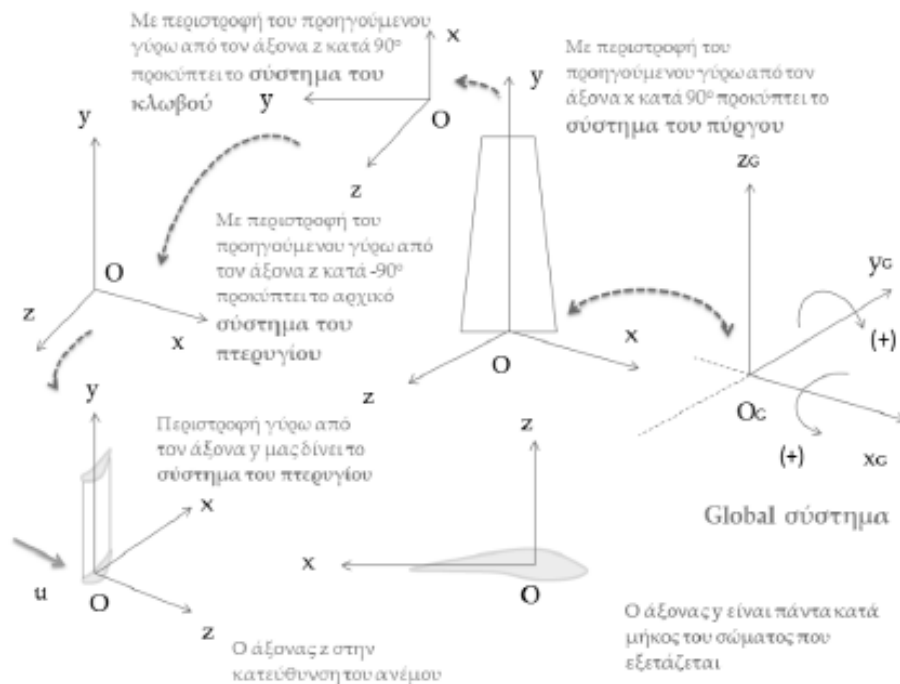 Με περιστροφή του προηγούμενου
γύρω από τον άξονα z κατά 90°
προκύπτει το σύστημα του
κλωβού
x
y
O
z
Με περιστροφή του
προηγούμενου γύρω από τον
άξονα x κατά 90° προκύπτει το
σύστημα του πύργου
y
x
O
z
zG
yG
(+)
OG
(+)
xG
Global σύστημα
y
O
z
x
Με περιστροφή του
προηγούμενου γύρω από
τον άξονα z κατά -90°
προκύπτει το αρχικό
σύστημα του
πτερυγίου
y
x
u
O
z
Περιστροφή γύρω από
τον άξονα y μας δίνει το
σύστημα του πτερυγίου
Ο άξονας z στην
κατεύθυνση του ανέμου
z
x
O
Ο άξονας y είναι πάντα κατά
μήκος του σώματος που
εξετάζεται